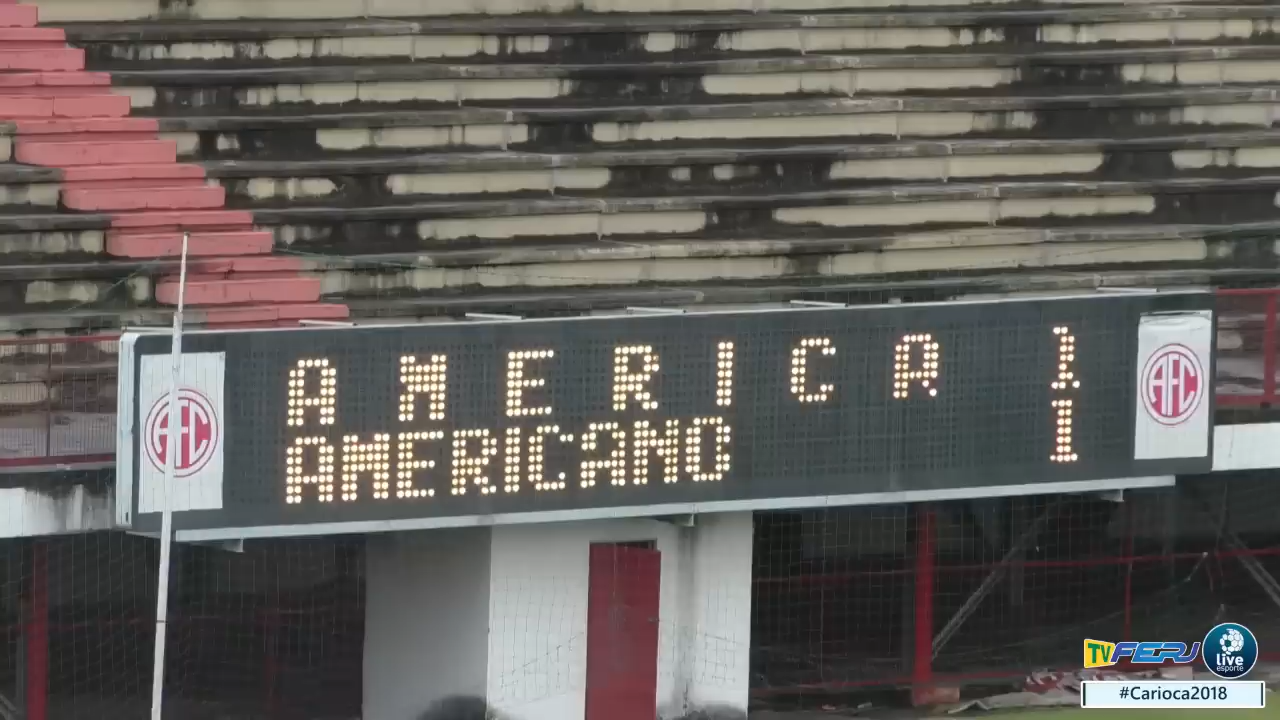 AMERICA 1
AMERICANO 1
AFC
AFC
TV FERJ
live
esporte
#Carioca2018